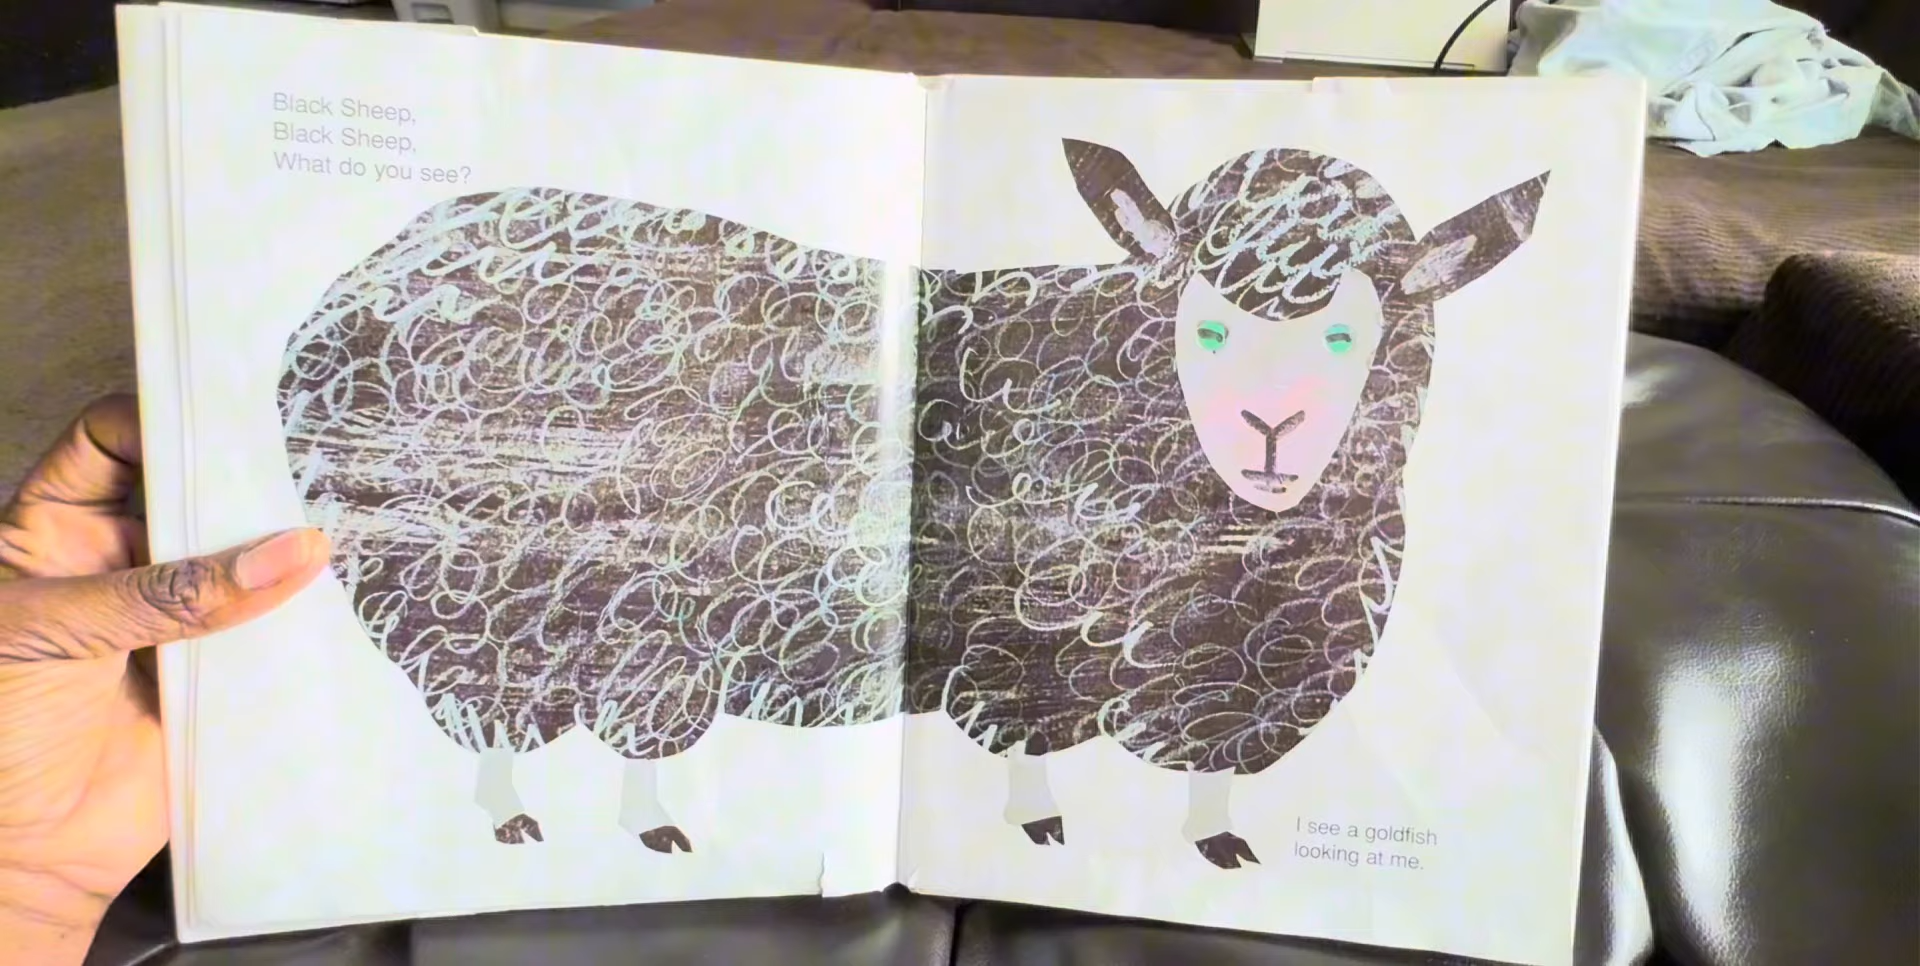 Black Sheep,
Black Sheep,
What do you see?
I see a goldfish
looking at me.